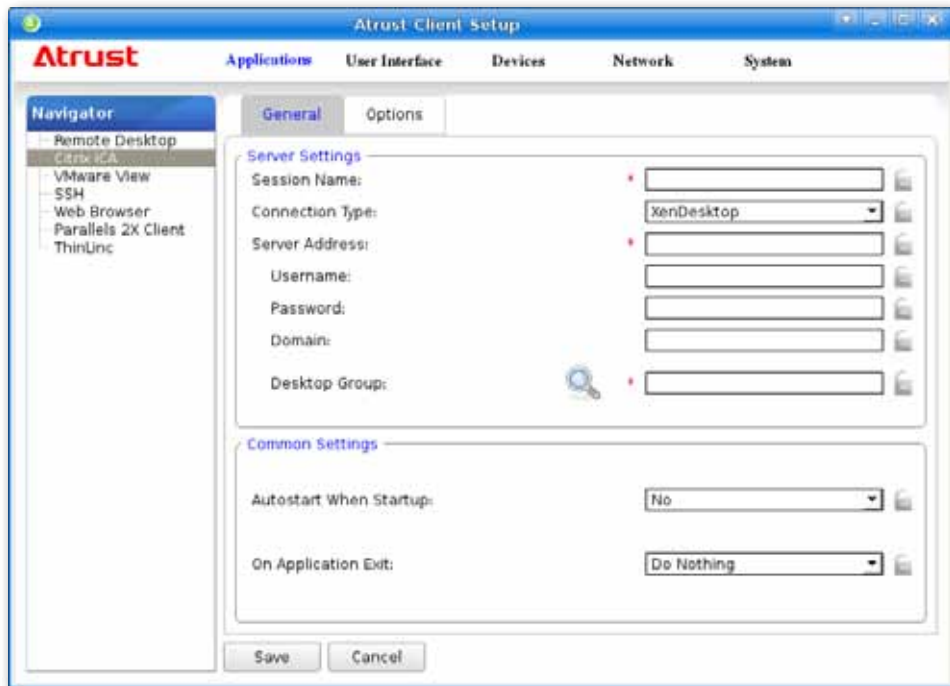 Atrust Client Setup
Atrust
Applications User Interface Devices Network System
Navigator
Remote Desktop
Citrix ICA
VMware View
SSH
Web Browser
Parallels 2X Client
ThinLinc
General Options
Server Settings
Session Name: *
Connection Type: XenDesktop
Server Address: *
Username:
Password:
Domain:
Desktop Group: *
Common Settings
Autostart When Startup: No
On Application Exit: Do Nothing
Save Cancel